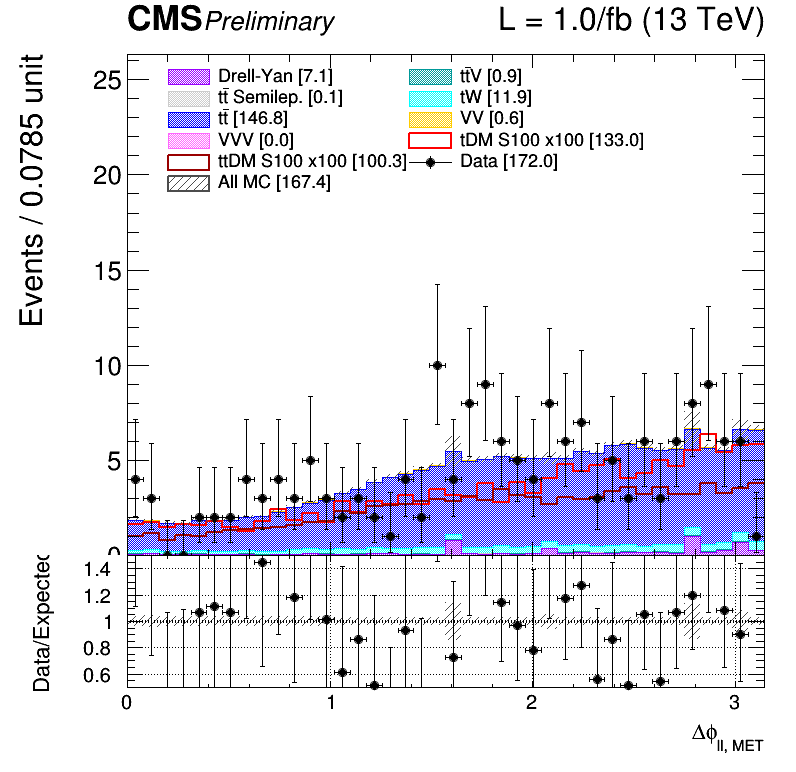 CMS Preliminary L = 1.0/fb (13 TeV)
Events / 0.0785 unit
25
20
15
10
5
0
Drell-Yan [7.1] tt̄V [0.9]
tt̄ Semilep. [0.1] tW [11.9]
tt̄ [146.8] VV [0.6]
VVV [0.0] tDM S100 x100 [133.0]
ttDM S100 x100 [100.3] Data [172.0]
All MC [167.4]
Data/Expected
1.4
1.2
1
0.8
0.6
0 1 2 3
Δϕll, MET